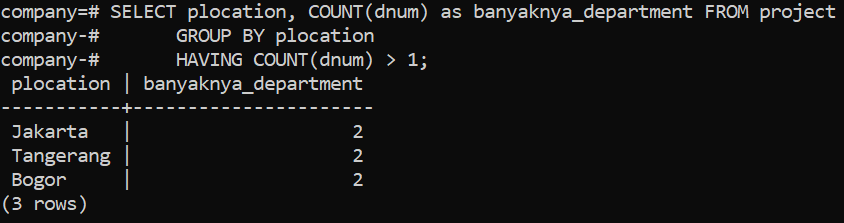 company=# SELECT plocation, COUNT(dnum) as banyaknya_department FROM project
company-#      GROUP BY plocation
company-#      HAVING COUNT(dnum) > 1;
 plocation | banyaknya_department
-----------+----------------------
 Jakarta   |                    2
 Tangerang |                    2
 Bogor     |                    2
(3 rows)